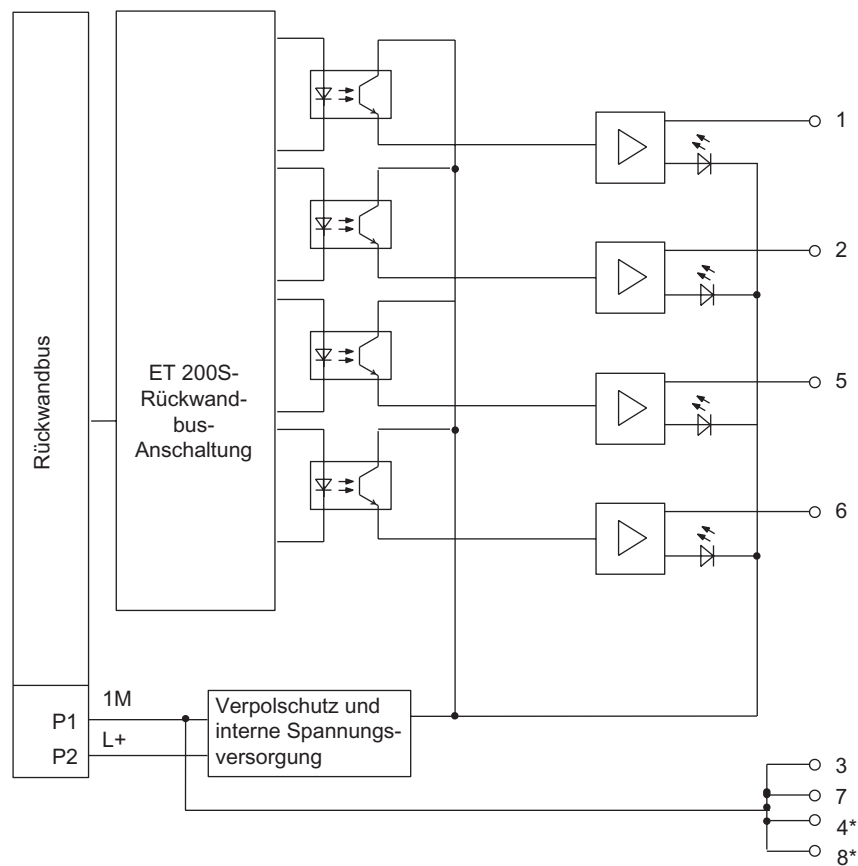 1
2
Rückwandbus
ET 200S-
Rückwand-
bus-
Anschaltung
5
6
1M
P1
L+
P2
Verpolschutz und
interne Spannungs-
versorgung
3
7
4*
8*